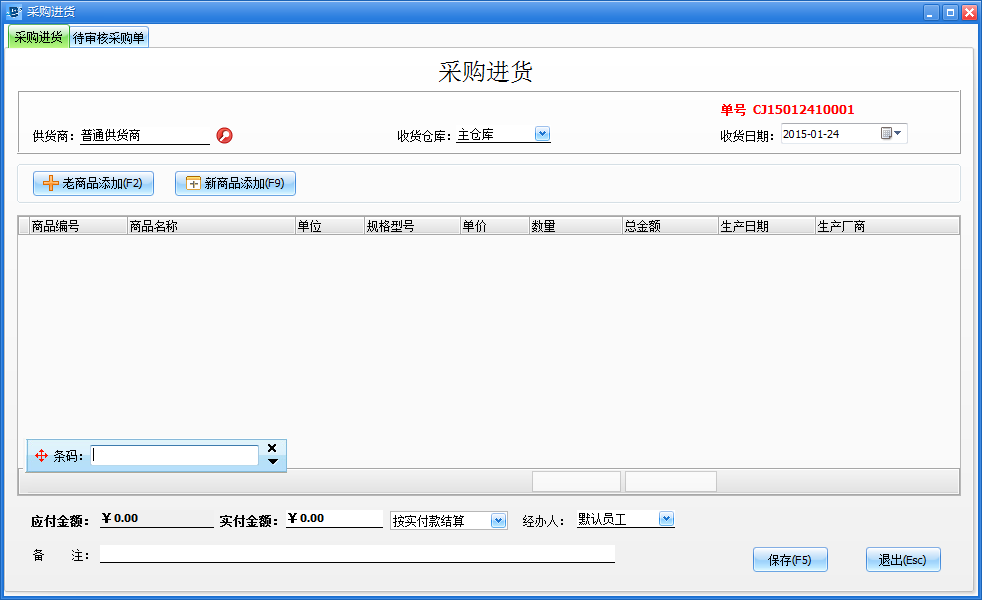 采购进货
采购进货 待审核采购单
采购进货
单号 CJ15012410001
供货商: 普通供货商 收货仓库: 主仓库 收货日期: 2015-01-24
老商品添加(F2) 新商品添加(F9)
商品编号 商品名称 单位 规格型号 单价 数量 总金额 生产日期 生产厂商
条码:
应付金额: ¥ 0.00 实付金额: ¥ 0.00 按实付款结算 经办人: 默认员工
备 注:
保存(F5) 退出(Esc)